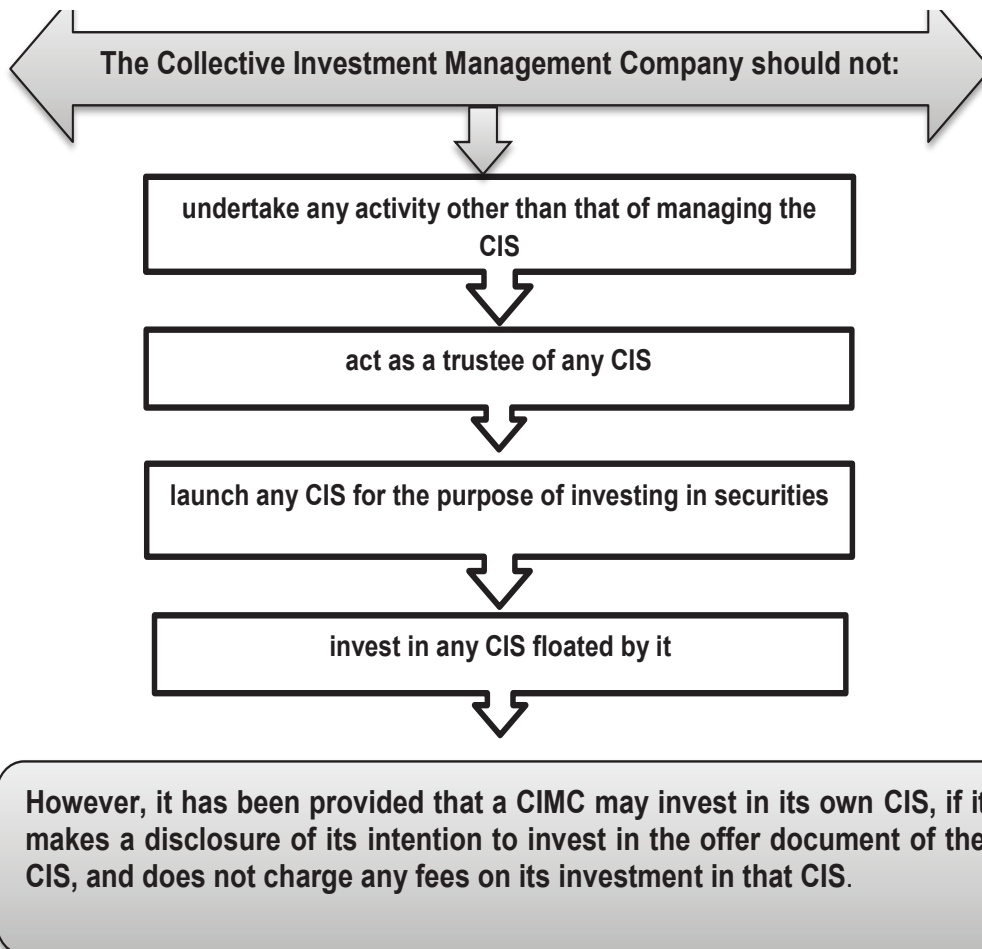 The Collective Investment Management Company should not:
undertake any activity other than that of managing the
CIS
act as a trustee of any CIS
launch any CIS for the purpose of investing in securities
invest in any CIS floated by it
However, it has been provided that a CIMC may invest in its own CIS, if it
makes a disclosure of its intention to invest in the offer document of the
CIS, and does not charge any fees on its investment in that CIS.